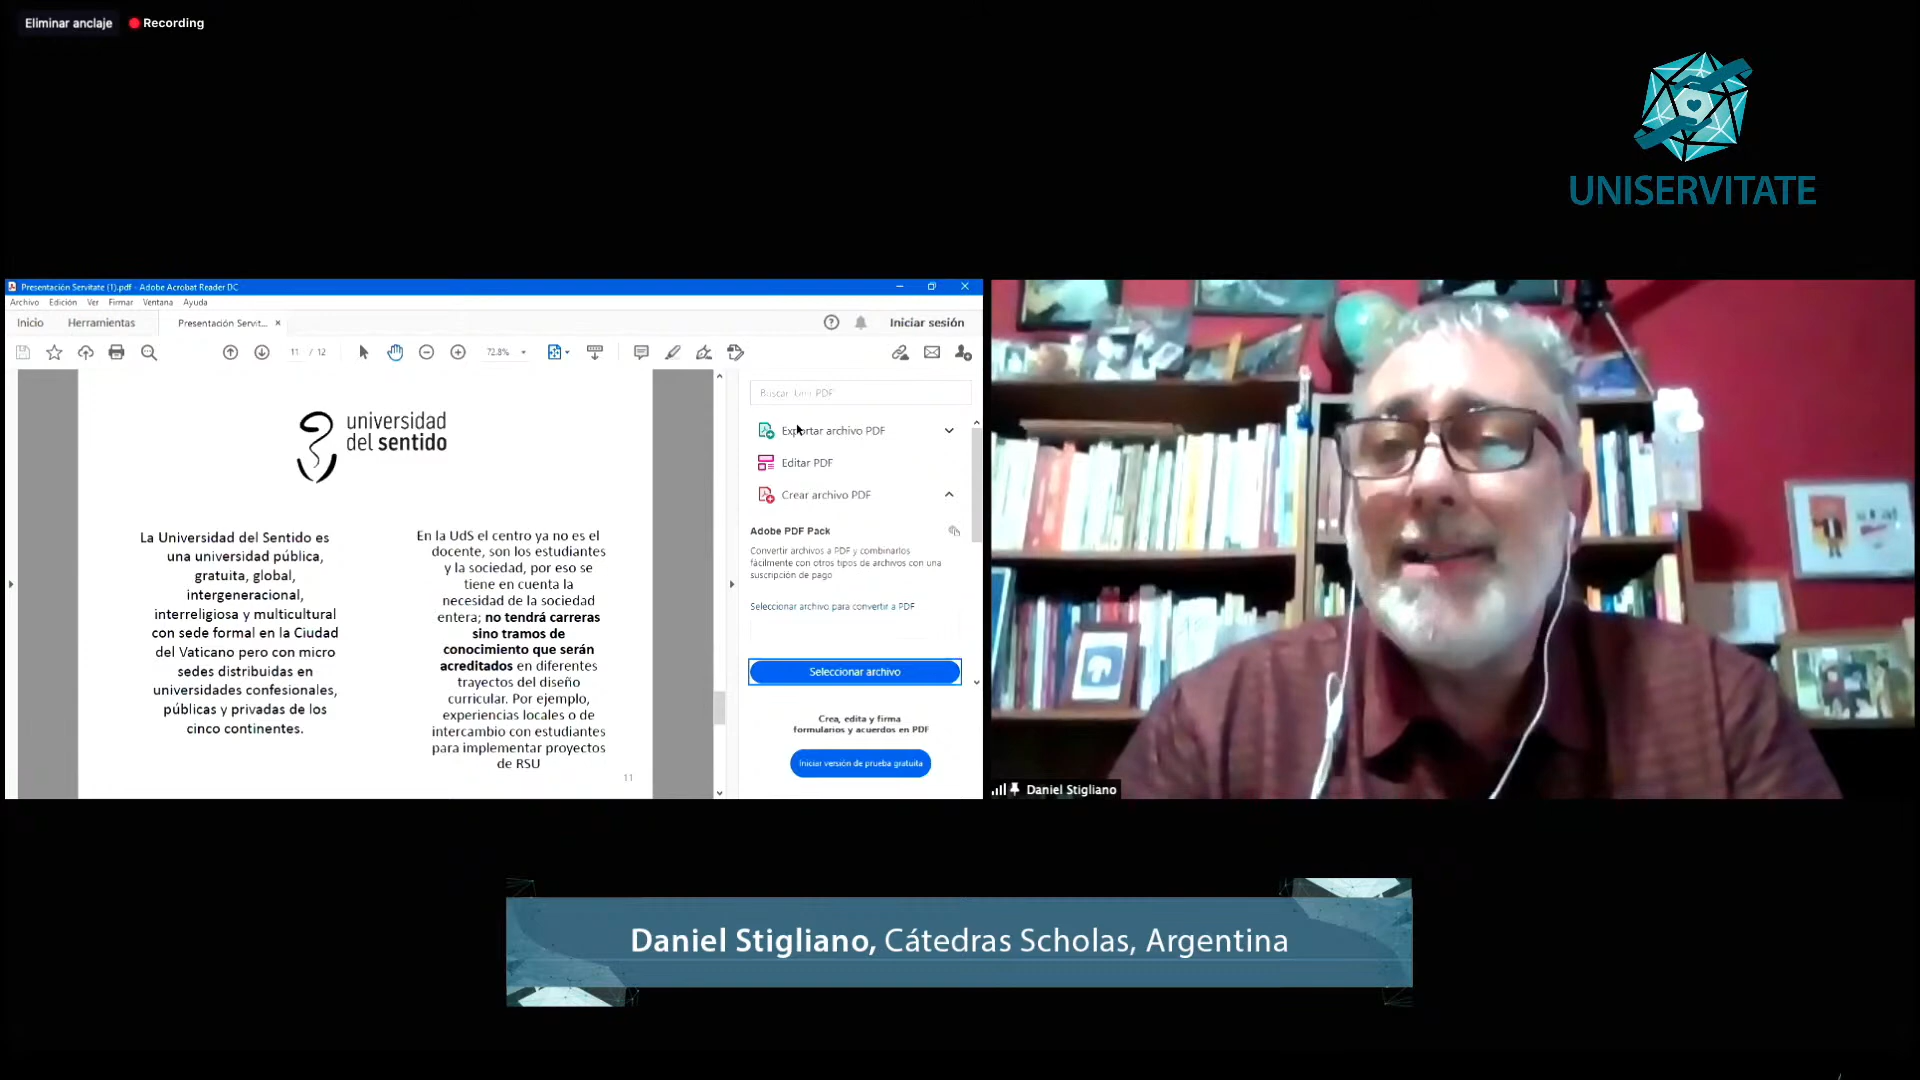 Eliminar anclaje
Recording
UNISERVITATE
Presentación Servitate (1).pdf - Adobe Acrobat Reader DC
Archivo Edición Ver Firmar Ventana Ayuda
Inicio Herramientas Presentación Servit... × Iniciar sesión
11 / 12 72.8%
universidad
del sentido
La Universidad del Sentido es
una universidad pública,
gratuita, global,
intergeneracional,
interreligiosa y multicultural
con sede formal en la Ciudad
del Vaticano pero con micro
sedes distribuidas en
universidades confesionales,
públicas y privadas de los
cinco continentes.
En la UdS el centro ya no es el
docente, son los estudiantes
y la sociedad, por eso se
tiene en cuenta la
necesidad de la sociedad
entera; no tendrá carreras
sino tramos de
conocimiento que serán
acreditados en diferentes
trayectos del diseño
curricular. Por ejemplo,
experiencias locales o de
intercambio con estudiantes
para implementar proyectos
de RSU
11
Buscar PDF
Exportar archivo PDF
Editar PDF
Crear archivo PDF
Adobe PDF Pack
Convertir archivos a PDF y combinarlos
fácilmente con otros tipos de archivos con una
suscripción de pago
Seleccionar archivo para convertir a PDF
Seleccionar archivo
Crea, edita y firma
formularios y acuerdos en PDF
Iniciar versión de prueba gratuita
Daniel Stigliano
Daniel Stigliano, Cátedras Scholas, Argentina